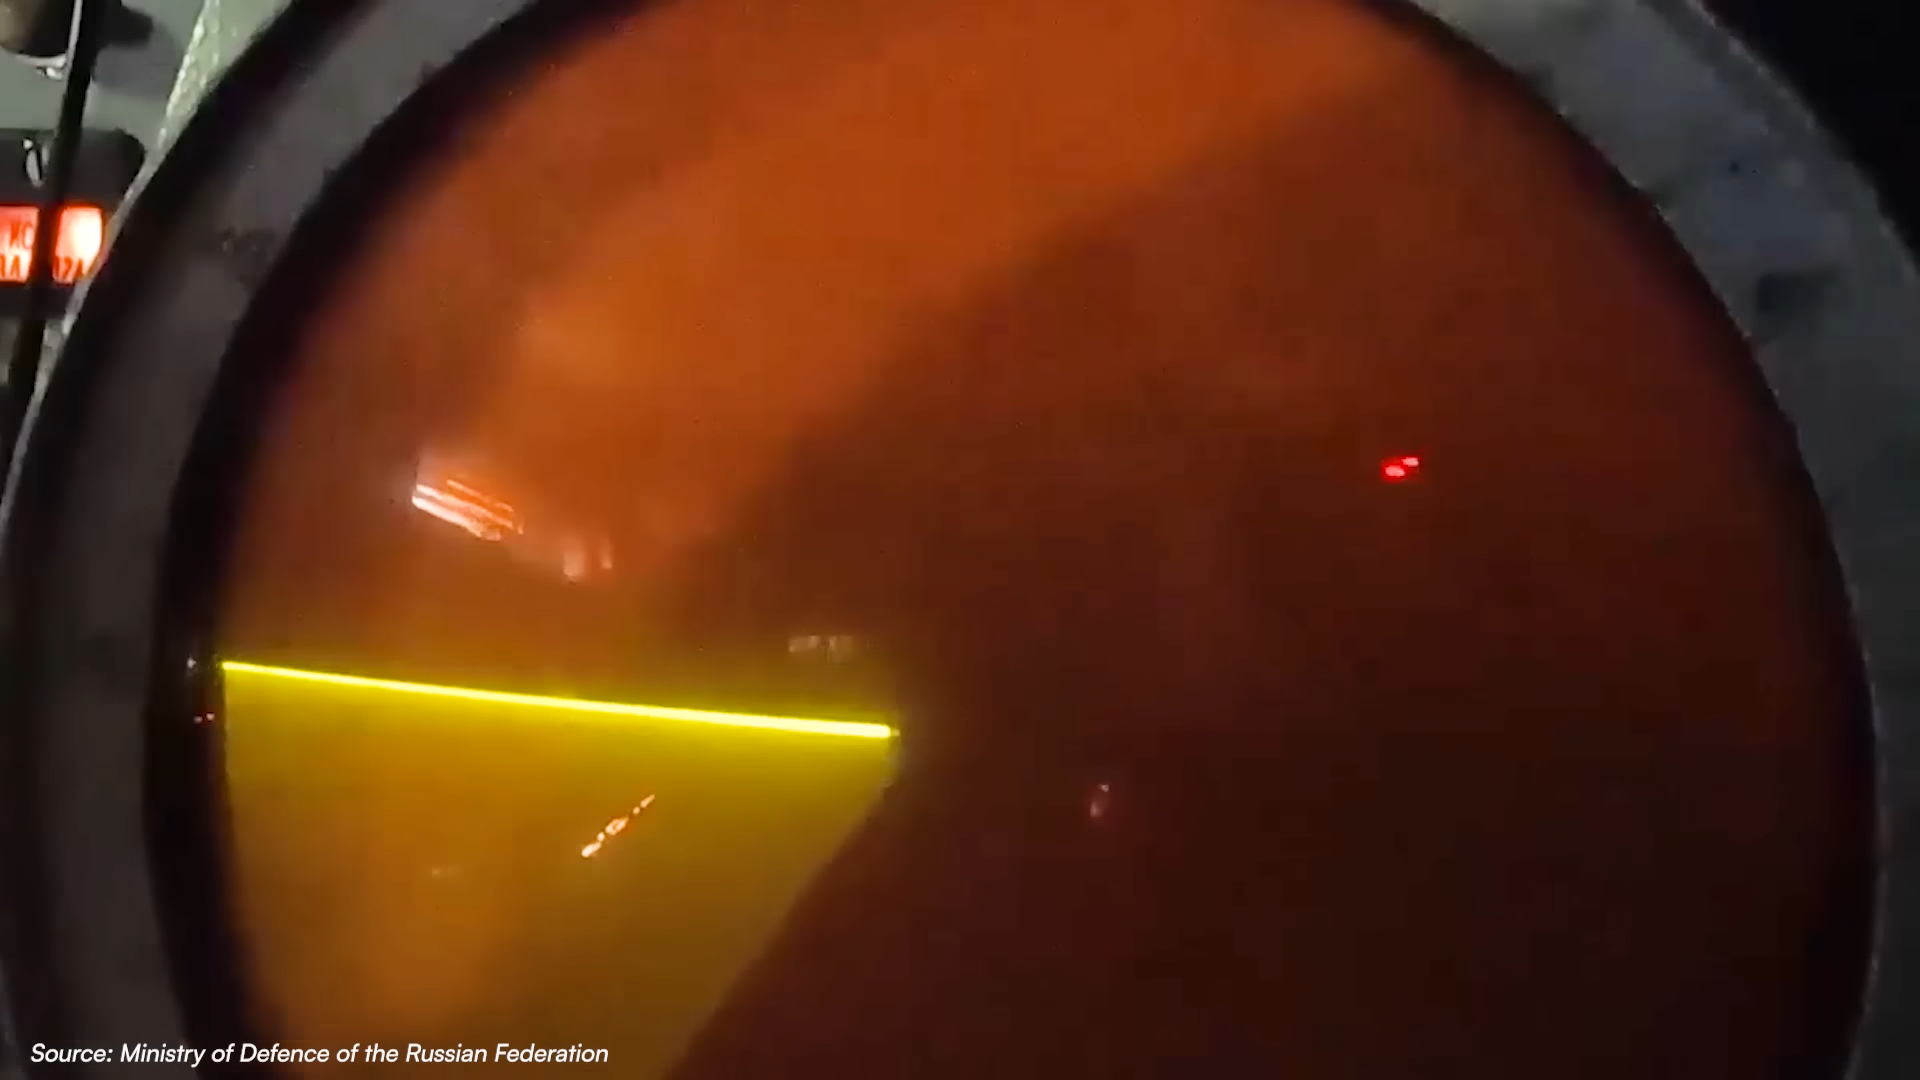 Source: Ministry of Defence of the Russian Federation